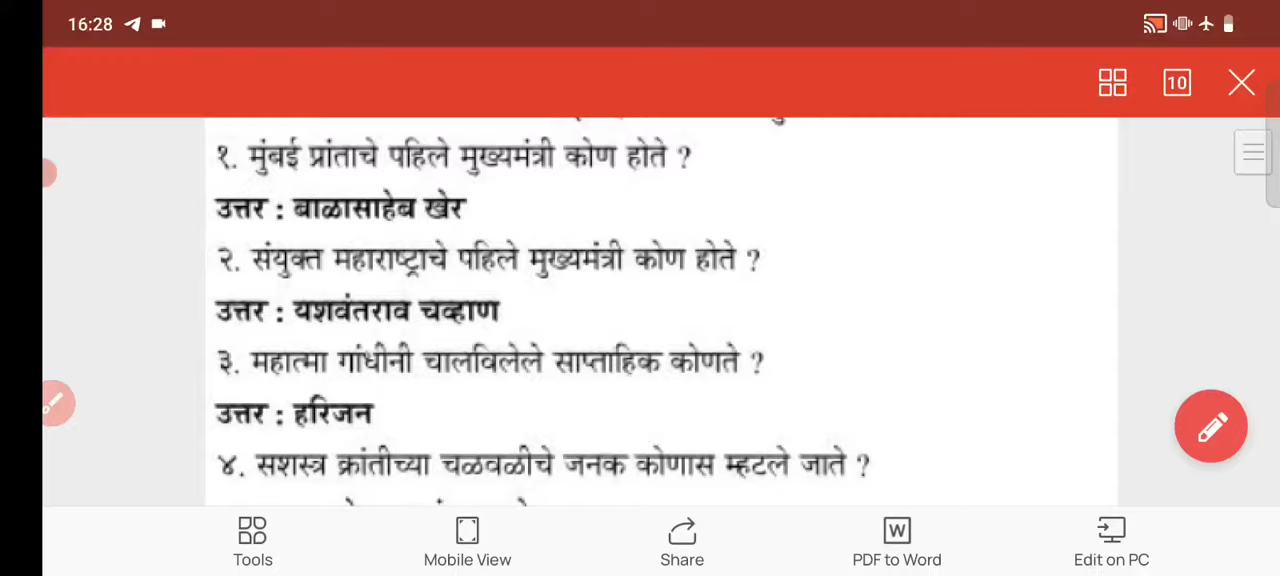 16:28
10
१. मुंबई प्रांताचे पहिले मुख्यमंत्री कोण होते ?
उत्तर : बाळासाहेब खेर
२. संयुक्त महाराष्ट्राचे पहिले मुख्यमंत्री कोण होते ?
उत्तर : यशवंतराव चव्हाण
३. महात्मा गांधीनी चालविलेले साप्ताहिक कोणते ?
उत्तर : हरिजन
४. सशस्त्र क्रांतीच्या चळवळीचे जनक कोणास म्हटले जाते ?
W
Tools Mobile View Share PDF to Word Edit on PC